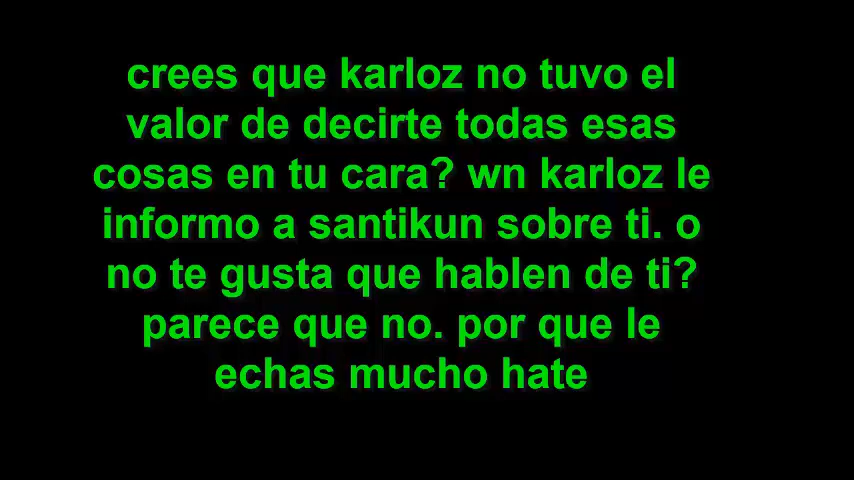 crees que karloz no tuvo el
valor de decirte todas esas
cosas en tu cara? wn karloz le
informo a santikun sobre ti. o
no te gusta que hablen de ti?
parece que no. por que le
echas mucho hate